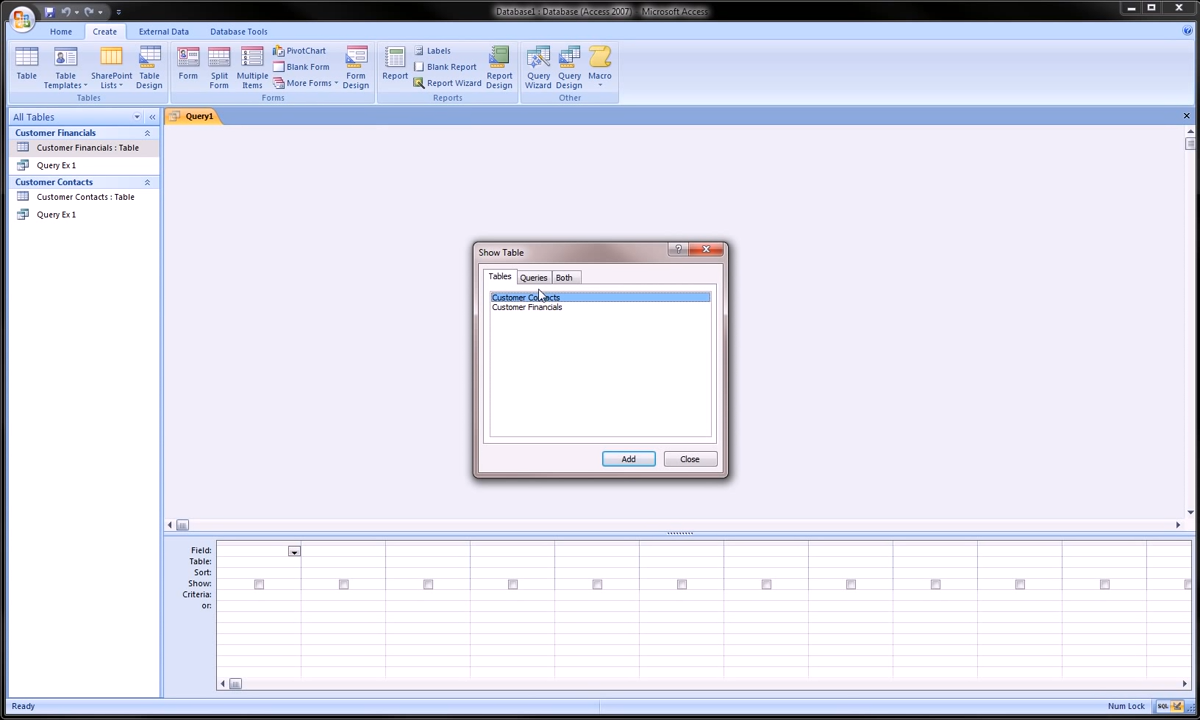 Database1 : Database (Access 2007) - Microsoft Access
Home Create External Data Database Tools
Table
Table Templates
SharePoint Lists
Table Design
Tables
Form
Split Form
Multiple Items
PivotChart
Blank Form
More Forms
Form Design
Forms
Report
Labels
Blank Report
Report Wizard
Report Design
Reports
Query Wizard
Query Design
Macro
Other
All Tables
Customer Financials
Customer Financials : Table
Query Ex 1
Customer Contacts
Customer Contacts : Table
Query Ex 1
Query1
Show Table
Tables Queries Both
Customer Contacts
Customer Financials
Add Close
Field:
Table:
Sort:
Show:
Criteria:
or:
Ready
Num Lock
SQL